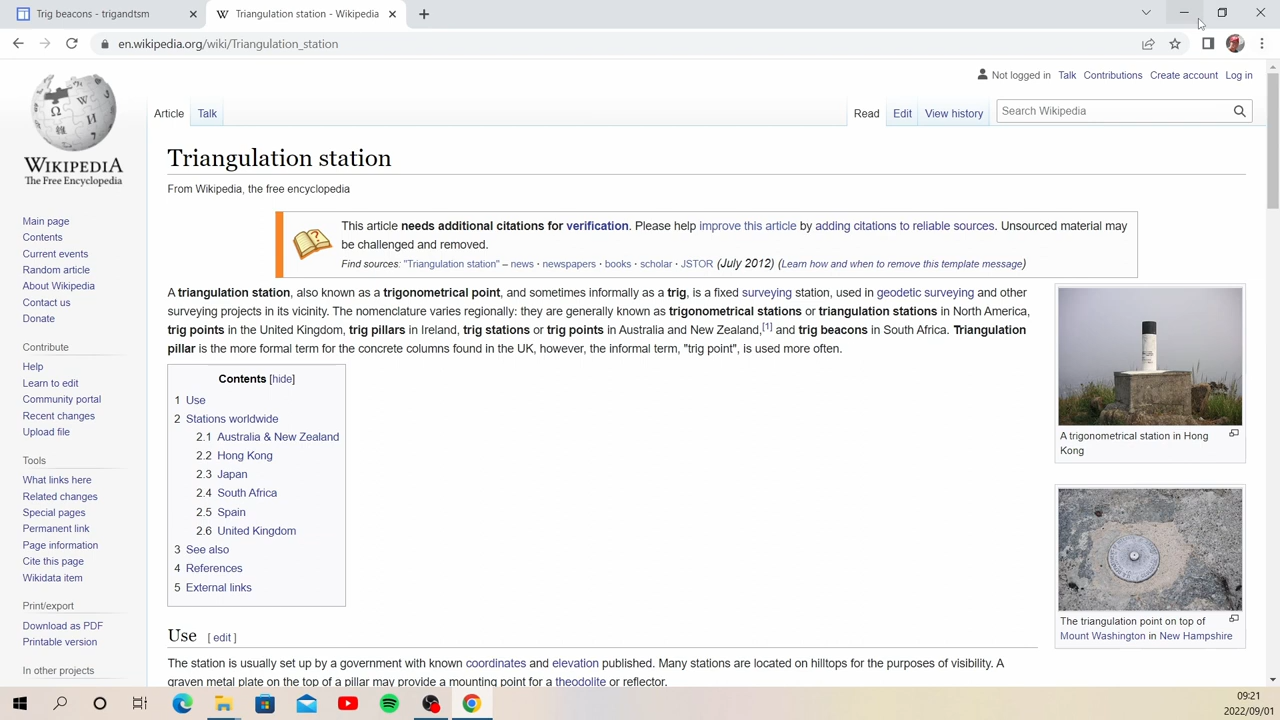 Trig beacons - trigandtsm
Triangulation station - Wikipedia
en.wikipedia.org/wiki/Triangulation_station
Not logged in Talk Contributions Create account Log in
Article Talk
Read Edit View history
Search Wikipedia
WIKIPEDIA
The Free Encyclopedia
Main page
Contents
Current events
Random article
About Wikipedia
Contact us
Donate
Contribute
Help
Learn to edit
Community portal
Recent changes
Upload file
Tools
What links here
Related changes
Special pages
Permanent link
Page information
Cite this page
Wikidata item
Print/export
Download as PDF
Printable version
In other projects
Triangulation station
From Wikipedia, the free encyclopedia
This article needs additional citations for verification. Please help improve this article by adding citations to reliable sources. Unsourced material may
be challenged and removed.
Find sources: "Triangulation station" – news · newspapers · books · scholar · JSTOR (July 2012) (Learn how and when to remove this template message)
A triangulation station, also known as a trigonometrical point, and sometimes informally as a trig, is a fixed surveying station, used in geodetic surveying and other
surveying projects in its vicinity. The nomenclature varies regionally: they are generally known as trigonometrical stations or triangulation stations in North America,
trig points in the United Kingdom, trig pillars in Ireland, trig stations or trig points in Australia and New Zealand,[1] and trig beacons in South Africa. Triangulation
pillar is the more formal term for the concrete columns found in the UK, however, the informal term, "trig point", is used more often.
Contents [hide]
1 Use
2 Stations worldwide
2.1 Australia & New Zealand
2.2 Hong Kong
2.3 Japan
2.4 South Africa
2.5 Spain
2.6 United Kingdom
3 See also
4 References
5 External links
A trigonometrical station in Hong
Kong
The triangulation point on top of
Mount Washington in New Hampshire
Use [ edit ]
The station is usually set up by a government with known coordinates and elevation published. Many stations are located on hilltops for the purposes of visibility. A
graven metal plate on the top of a pillar may provide a mounting point for a theodolite or reflector.
09:21
2022/09/01